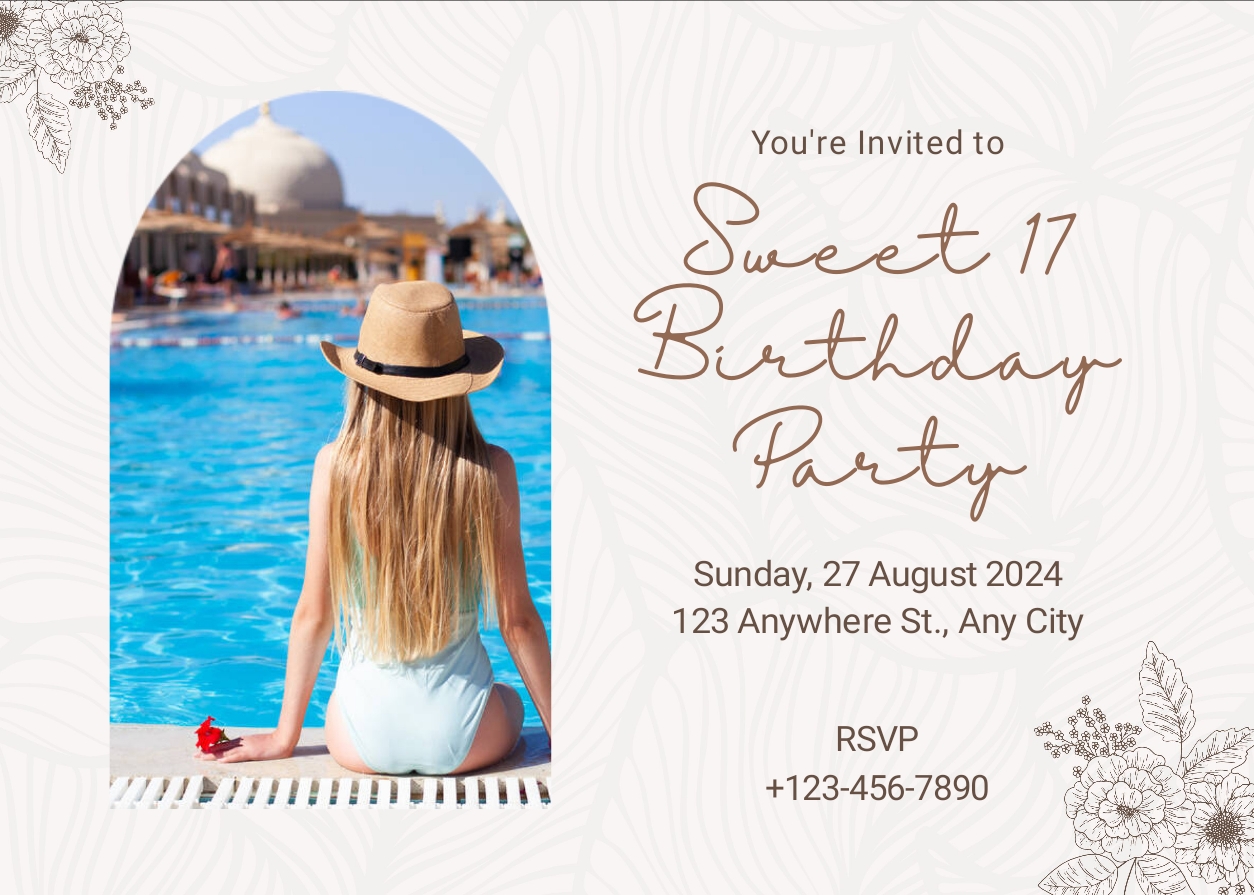 You're Invited to
Sweet 17
Birthday
Party
Sunday, 27 August 2024
123 Anywhere St., Any City
RSVP
+123-456-7890